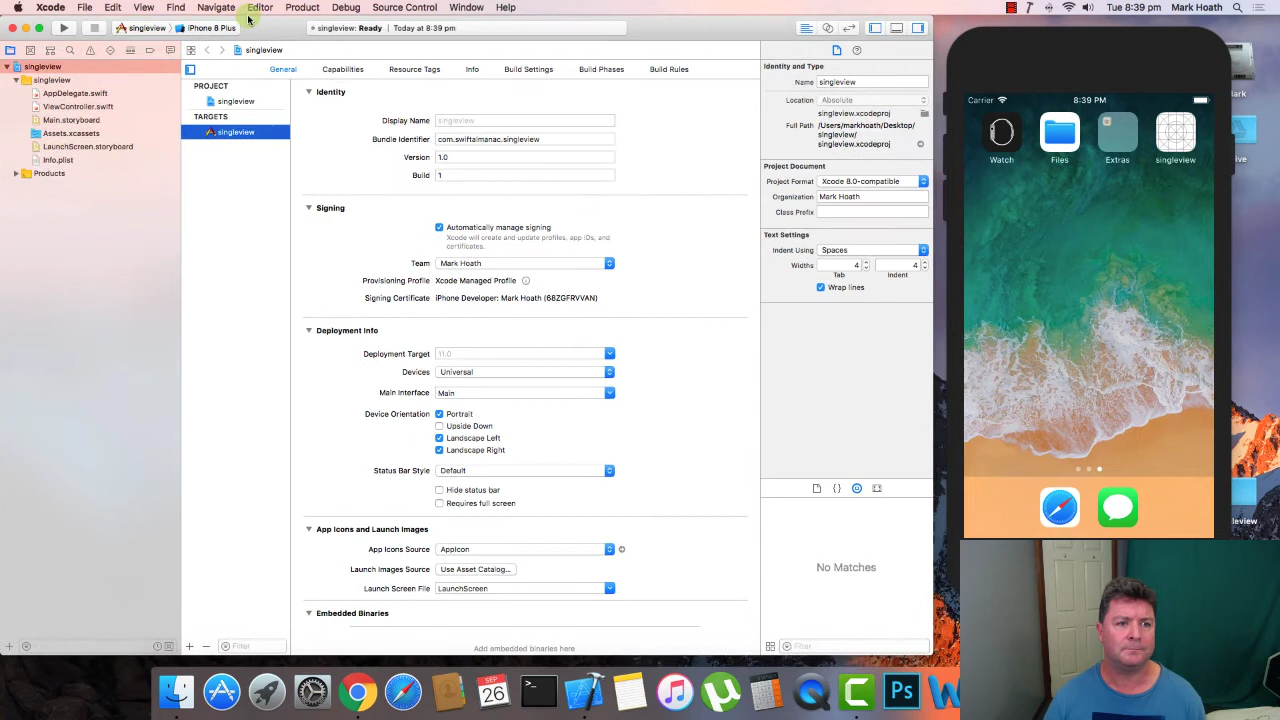 Xcode File Edit View Find Navigate Editor Product Debug Source Control Window Help Mark Hoath
singleview iPhone 8 Plus singleview: Ready Today at 8:39 pm
singleview
General Capabilities Resource Tags Info Build Settings Build Phases Build Rules
singleview
singleview
AppDelegate.swift
ViewController.swift
Main.storyboard
Assets.xcassets
LaunchScreen.storyboard
Info.plist
Products
Filter
PROJECT
singleview
TARGETS
singleview
Filter
Identity
Display Name singleview
Bundle Identifier com.swiftalmanac.singleview
Version 1.0
Build 1
Signing
Automatically manage signing
Xcode will create and update profiles, app IDs, and
certificates.
Team Mark Hoath
Provisioning Profile Xcode Managed Profile
Signing Certificate iPhone Developer: Mark Hoath (68ZGFRVVAN)
Deployment Info
Deployment Target 11.0
Devices Universal
Main Interface Main
Device Orientation Portrait
Upside Down
Landscape Left
Landscape Right
Status Bar Style Default
Hide status bar
Requires full screen
App Icons and Launch Images
App Icons Source AppIcon
Launch Images Source Use Asset Catalog...
Launch Screen File LaunchScreen
Embedded Binaries
Add embedded binaries here
Identity and Type
Name singleview
Location Absolute
singleview.xcodeproj
Full Path /Users/markhoath/Desktop/
singleview/
singleview.xcodeproj
Project Document
Project Format Xcode 8.0-compatible
Organization Mark Hoath
Class Prefix
Text Settings
Indent Using Spaces
Widths 4 4
Tab Indent
Wrap lines
No Matches
Filter
Carrier 8:39 PM
Watch Files Extras singleview
SEP
26
Ps